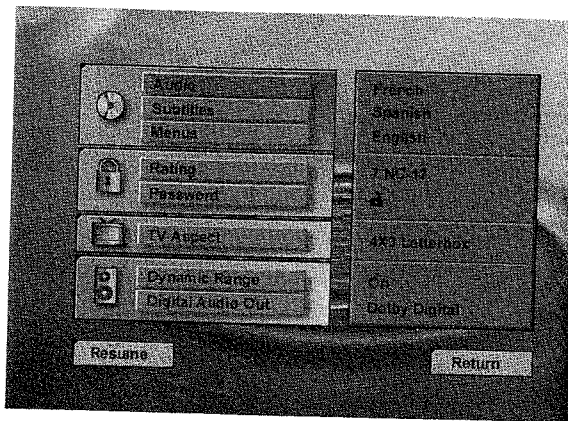 Audio
French
Subtitles
Spanish
Menus
English
Rating
7 NC-17
Password
TV Aspect
4X3 Letterbox
Dynamic Range
On
Digital Audio Out
Dolby Digital
Resume
Return